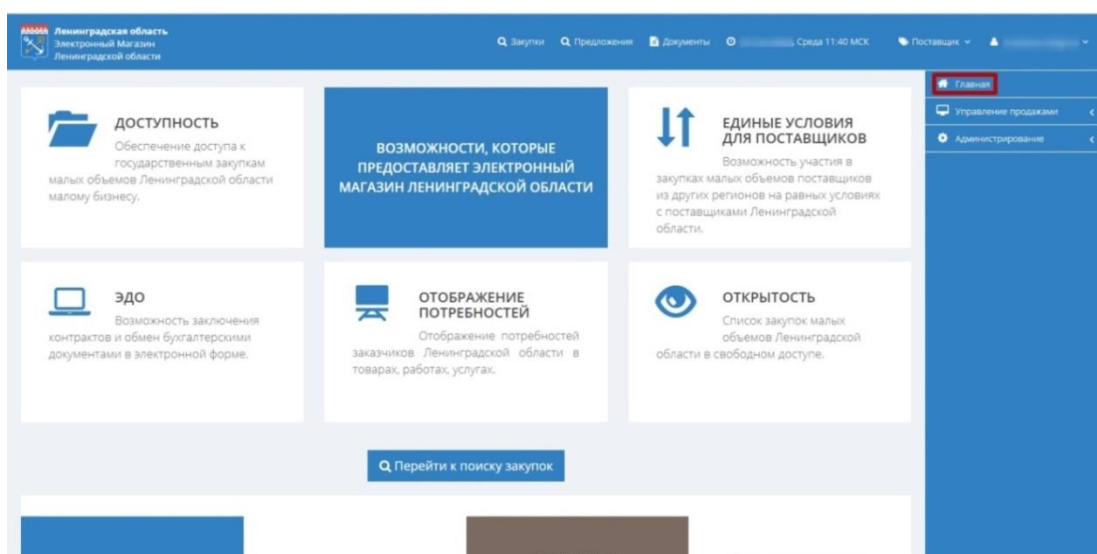 Ленинградская область
Электронный Магазин
Ленинградской области
Закупки
Предложения
Документы
Среда 11:40 МСК
Поставщик
Главная
Управление продажами
Администрирование
ДОСТУПНОСТЬ
Обеспечение доступа к
государственным закупкам
малых объемов Ленинградской области
малому бизнесу.
ВОЗМОЖНОСТИ, КОТОРЫЕ
ПРЕДОСТАВЛЯЕТ ЭЛЕКТРОННЫЙ
МАГАЗИН ЛЕНИНГРАДСКОЙ ОБЛАСТИ
ЕДИНЫЕ УСЛОВИЯ
ДЛЯ ПОСТАВЩИКОВ
Возможность участия в
закупках малых объемов поставщиков
из других регионов на равных условиях
с поставщиками Ленинградской
области.
ЭДО
Возможность заключения
контрактов и обмен бухгалтерскими
документами в электронной форме.
ОТОБРАЖЕНИЕ
ПОТРЕБНОСТЕЙ
Отображение потребностей
заказчиков Ленинградской области в
товарах, работах, услугах.
ОТКРЫТОСТЬ
Список закупок малых
объемов Ленинградской
области в свободном доступе.
Перейти к поиску закупок